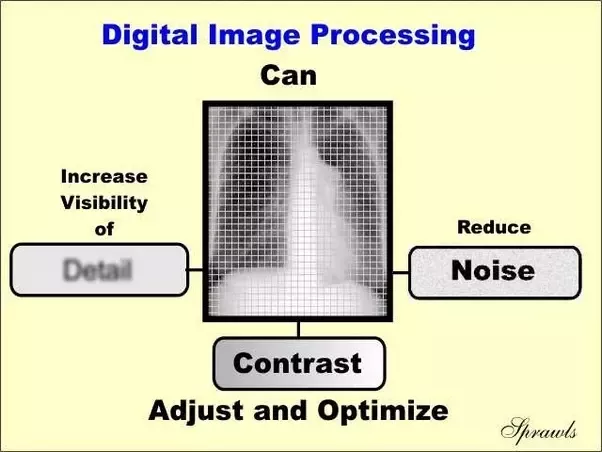 Digital Image Processing
Can
Increase
Visibility
of
Detail
Reduce
Noise
Contrast
Adjust and Optimize
Sprawls